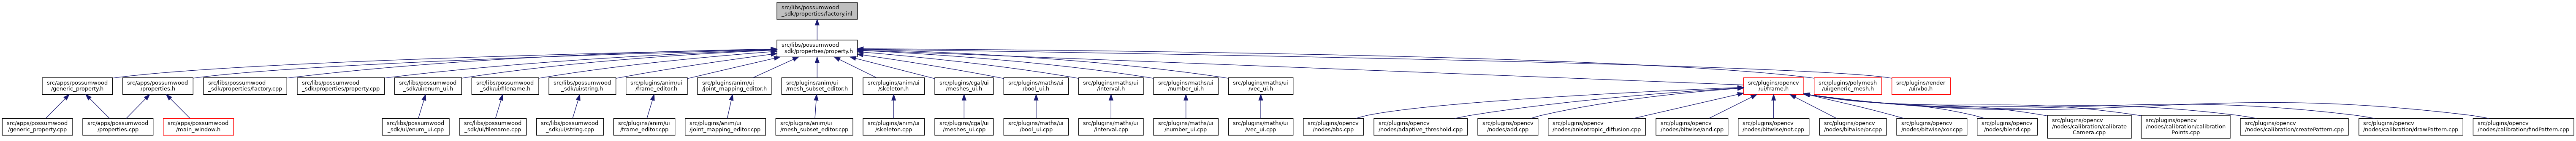 src/libs/possumwood
_sdk/properties/factory.inl
src/libs/possumwood
_sdk/properties/property.h
src/apps/possumwood
/generic_property.h
src/apps/possumwood
/properties.h
src/libs/possumwood
_sdk/properties/factory.cpp
src/libs/possumwood
_sdk/properties/property.cpp
src/libs/possumwood
_sdk/ui/enum_ui.h
src/libs/possumwood
_sdk/ui/filename.h
src/libs/possumwood
_sdk/ui/string.h
src/plugins/anim/ui
/frame_editor.h
src/plugins/anim/ui
/joint_mapping_editor.h
src/plugins/anim/ui
/mesh_subset_editor.h
src/plugins/anim/ui
/skeleton.h
src/plugins/cgal/ui
/meshes_ui.h
src/plugins/maths/ui
/bool_ui.h
src/plugins/maths/ui
/interval.h
src/plugins/maths/ui
/number_ui.h
src/plugins/maths/ui
/vec_ui.h
src/plugins/opencv
/ui/frame.h
src/plugins/polymesh
/ui/generic_mesh.h
src/plugins/render
/ui/vbo.h
src/apps/possumwood
/generic_property.cpp
src/apps/possumwood
/properties.cpp
src/apps/possumwood
/main_window.h
src/libs/possumwood
_sdk/ui/enum_ui.cpp
src/libs/possumwood
_sdk/ui/filename.cpp
src/libs/possumwood
_sdk/ui/string.cpp
src/plugins/anim/ui
/frame_editor.cpp
src/plugins/anim/ui
/joint_mapping_editor.cpp
src/plugins/anim/ui
/mesh_subset_editor.cpp
src/plugins/anim/ui
/skeleton.cpp
src/plugins/cgal/ui
/meshes_ui.cpp
src/plugins/maths/ui
/bool_ui.cpp
src/plugins/maths/ui
/interval.cpp
src/plugins/maths/ui
/number_ui.cpp
src/plugins/maths/ui
/vec_ui.cpp
src/plugins/opencv
/nodes/abs.cpp
src/plugins/opencv
/nodes/adaptive_threshold.cpp
src/plugins/opencv
/nodes/add.cpp
src/plugins/opencv
/nodes/anisotropic_diffusion.cpp
src/plugins/opencv
/nodes/bitwise/and.cpp
src/plugins/opencv
/nodes/bitwise/not.cpp
src/plugins/opencv
/nodes/bitwise/or.cpp
src/plugins/opencv
/nodes/bitwise/xor.cpp
src/plugins/opencv
/nodes/blend.cpp
src/plugins/opencv
/nodes/calibration/calibrate
Camera.cpp
src/plugins/opencv
/nodes/calibration/calibration
Points.cpp
src/plugins/opencv
/nodes/calibration/createPattern.cpp
src/plugins/opencv
/nodes/calibration/drawPattern.cpp
src/plugins/opencv
/nodes/calibration/findPattern.cpp